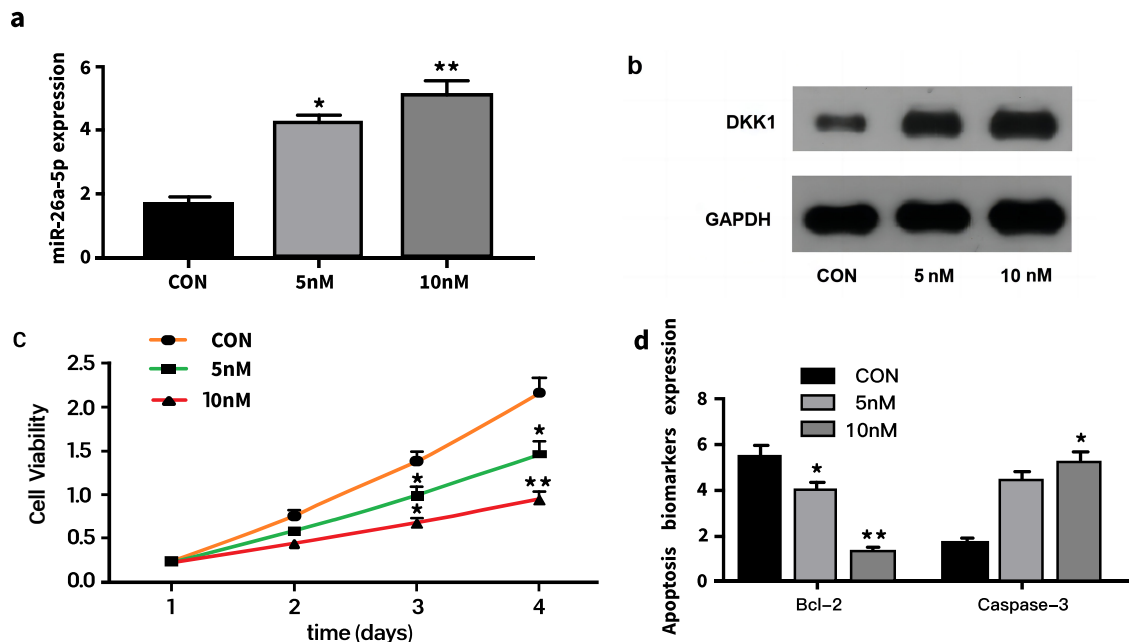 a
miR-26a-5p expression
6
4
2
0
*
**
CON 5nM 10nM
b
DKK1
GAPDH
CON 5 nM 10 nM
c
CON
5nM
10nM
Cell Viability
2.5
2.0
1.5
1.0
0.5
0.0
*
*
*
**
1 2 3 4
time (days)
d
Apoptosis biomarkers expression
CON
5nM
10nM
8
6
4
2
0
*
**
*
Bcl-2 Caspase-3